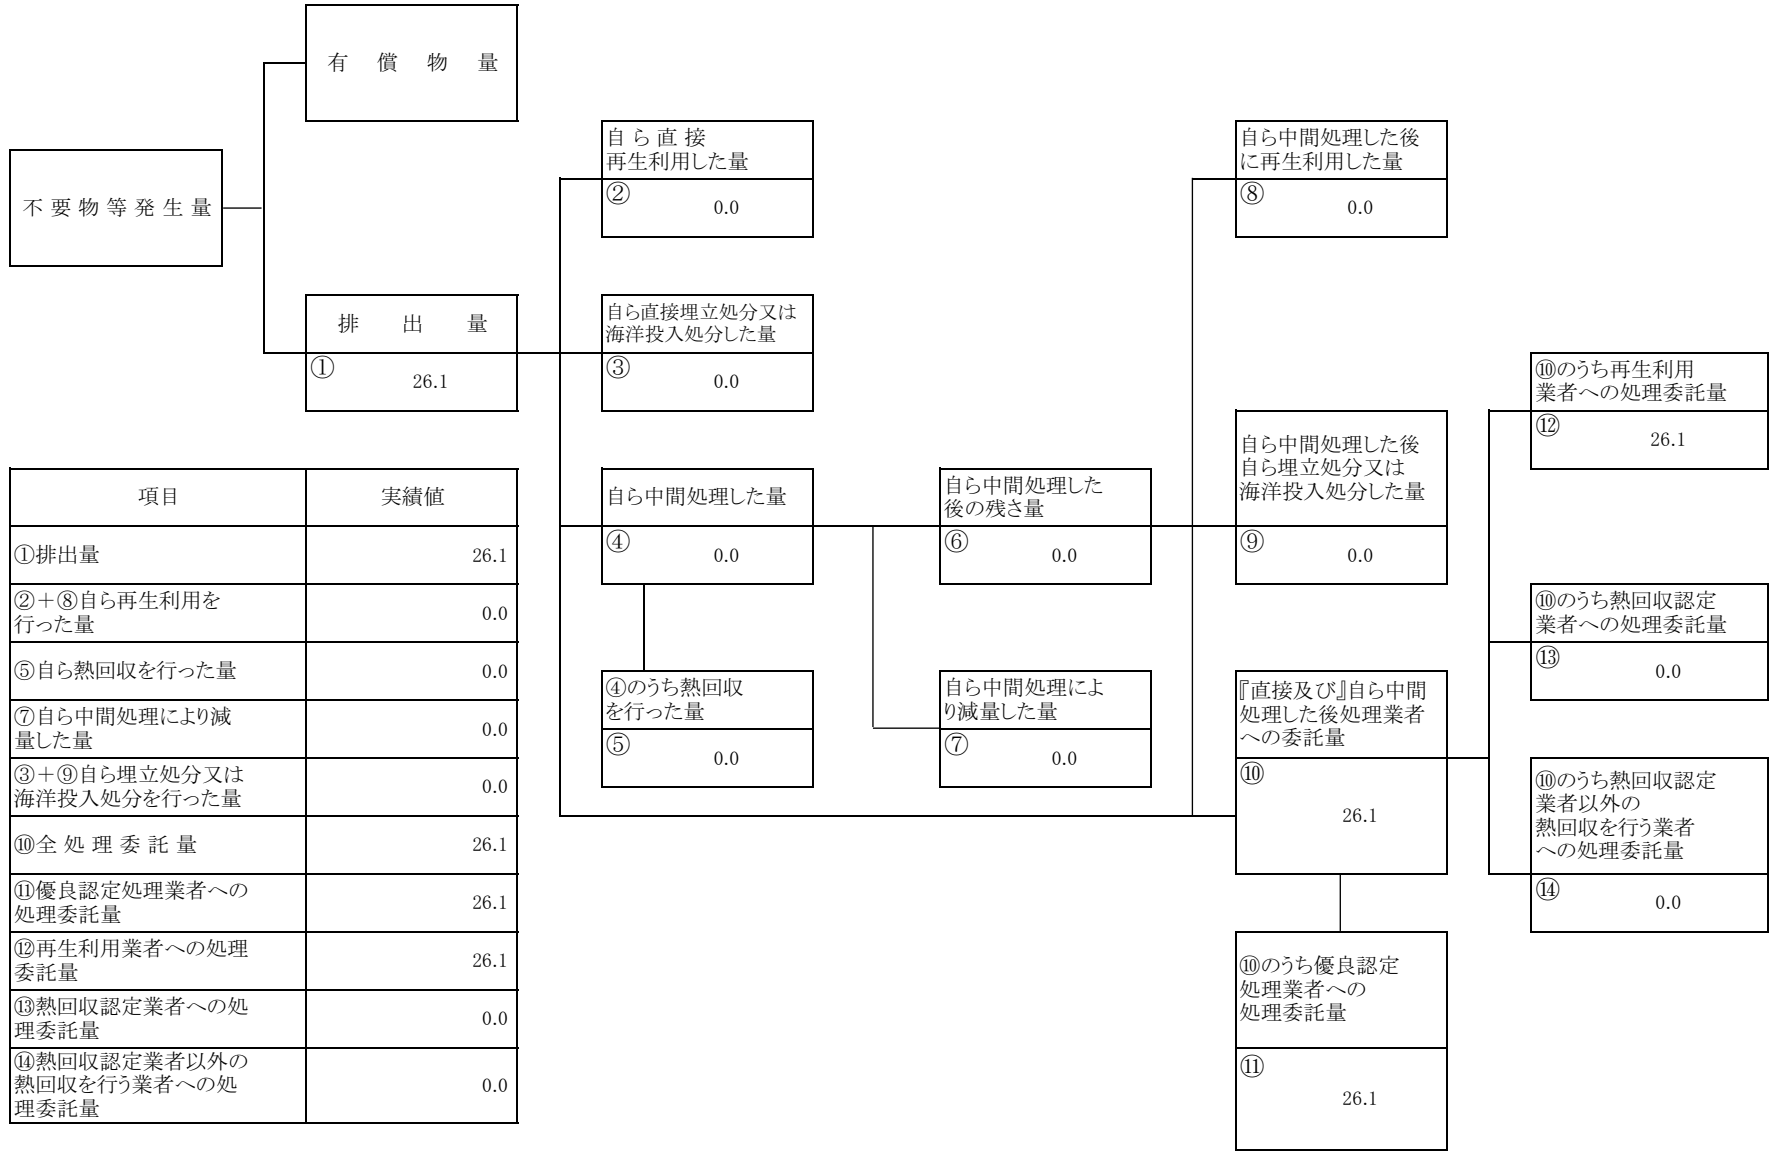 有償物量
不要物等発生量
排出量
①
26.1
自ら直接
再生利用した量
②
0.0
自ら直接埋立処分又は
海洋投入処分した量
③
0.0
自ら中間処理した量
④
0.0
④のうち熱回収
を行った量
⑤
0.0
自ら中間処理した
後の残さ量
⑥
0.0
自ら中間処理によ
り減量した量
⑦
0.0
自ら中間処理した後
に再生利用した量
⑧
0.0
自ら中間処理した後
自ら埋立処分又は
海洋投入処分した量
⑨
0.0
『直接及び』自ら中間
処理した後処理業者
への委託量
⑩
26.1
⑩のうち優良認定
処理業者への
処理委託量
⑪
26.1
⑩のうち再生利用
業者への処理委託量
⑫
26.1
⑩のうち熱回収認定
業者への処理委託量
⑬
0.0
⑩のうち熱回収認定
業者以外の
熱回収を行う業者
への処理委託量
⑭
0.0
項目 実績値
①排出量 26.1
②+⑧自ら再生利用を
行った量 0.0
⑤自ら熱回収を行った量 0.0
⑦自ら中間処理により減
量した量 0.0
③+⑨自ら埋立処分又は
海洋投入処分を行った量 0.0
⑩全処理委託量 26.1
⑪優良認定処理業者への
処理委託量 26.1
⑫再生利用業者への処理
委託量 26.1
⑬熱回収認定業者への処
理委託量 0.0
⑭熱回収認定業者以外の
熱回収を行う業者への処
理委託量 0.0